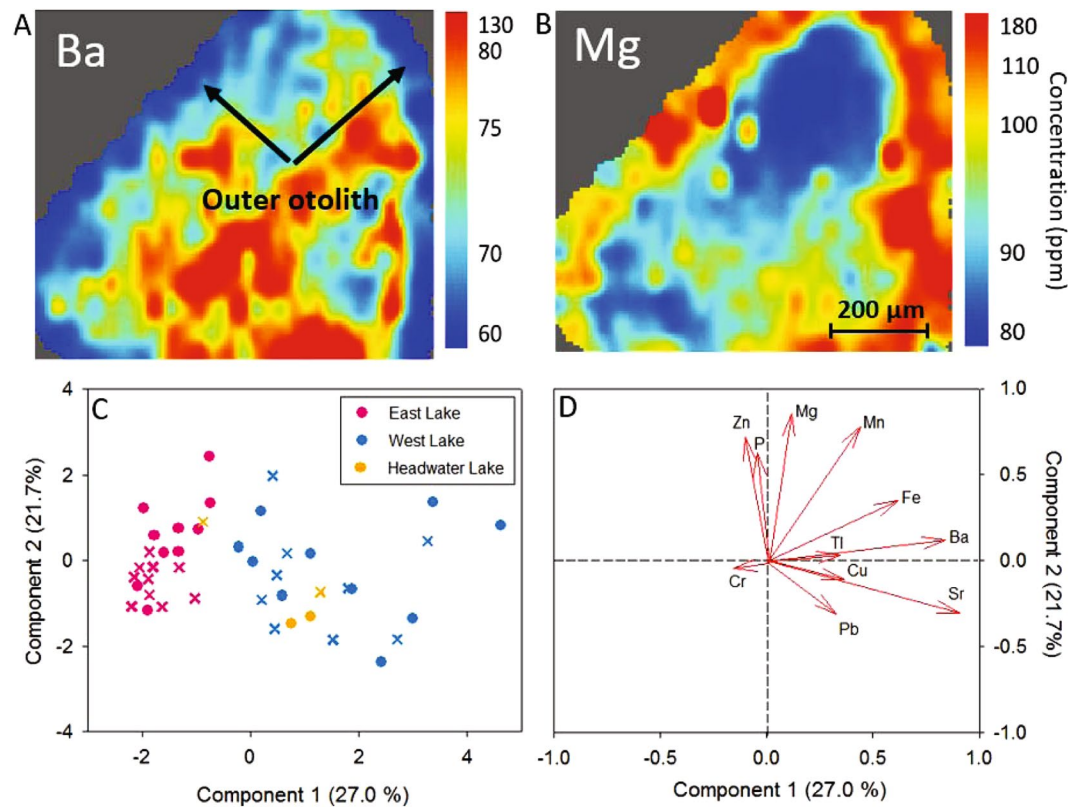 A
Ba
Outer otolith
130
80
75
70
60
B
Mg
200 µm
180
110
100
90
80
Concentration (ppm)
C
East Lake
West Lake
Headwater Lake
4
2
0
-2
-4
-2
0
2
4
Component 2 (21.7%)
Component 1 (27.0 %)
D
Zn
P
Mg
Mn
Fe
Tl
Ba
Cr
Cu
Sr
Pb
1.0
0.5
0.0
-0.5
-1.0
-1.0
-0.5
0.0
0.5
1.0
Component 2 (21.7%)
Component 1 (27.0 %)